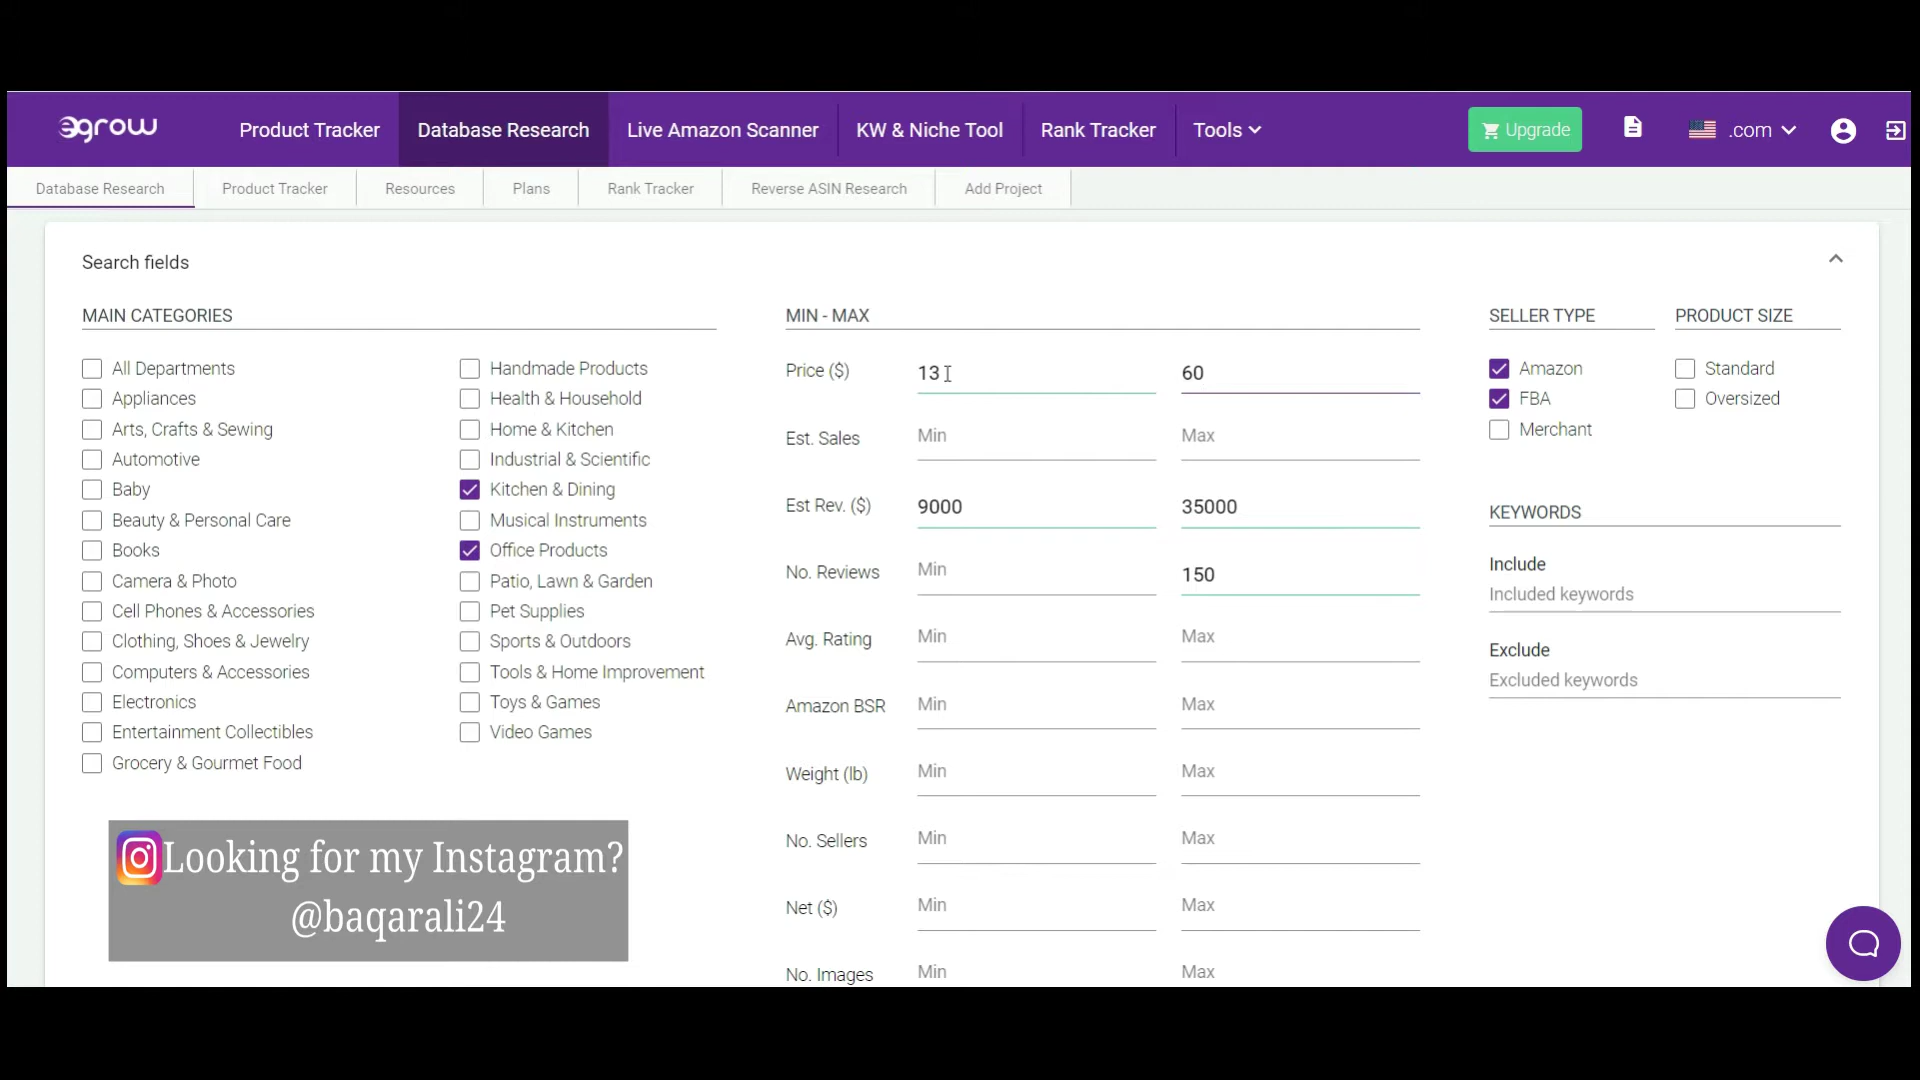 egrow
Product Tracker
Database Research
Live Amazon Scanner
KW & Niche Tool
Rank Tracker
Tools
Upgrade
.com
Database Research
Product Tracker
Resources
Plans
Rank Tracker
Reverse ASIN Research
Add Project
Search fields
MAIN CATEGORIES
All Departments
Appliances
Arts, Crafts & Sewing
Automotive
Baby
Beauty & Personal Care
Books
Camera & Photo
Cell Phones & Accessories
Clothing, Shoes & Jewelry
Computers & Accessories
Electronics
Entertainment Collectibles
Grocery & Gourmet Food
Handmade Products
Health & Household
Home & Kitchen
Industrial & Scientific
Kitchen & Dining
Musical Instruments
Office Products
Patio, Lawn & Garden
Pet Supplies
Sports & Outdoors
Tools & Home Improvement
Toys & Games
Video Games
MIN - MAX
Price ($) 13 60
Est. Sales Min Max
Est Rev. ($) 9000 35000
No. Reviews Min 150
Avg. Rating Min Max
Amazon BSR Min Max
Weight (lb) Min Max
No. Sellers Min Max
Net ($) Min Max
No. Images Min Max
SELLER TYPE
Amazon
FBA
Merchant
PRODUCT SIZE
Standard
Oversized
KEYWORDS
Include
Included keywords
Exclude
Excluded keywords
Looking for my Instagram?
@baqarali24